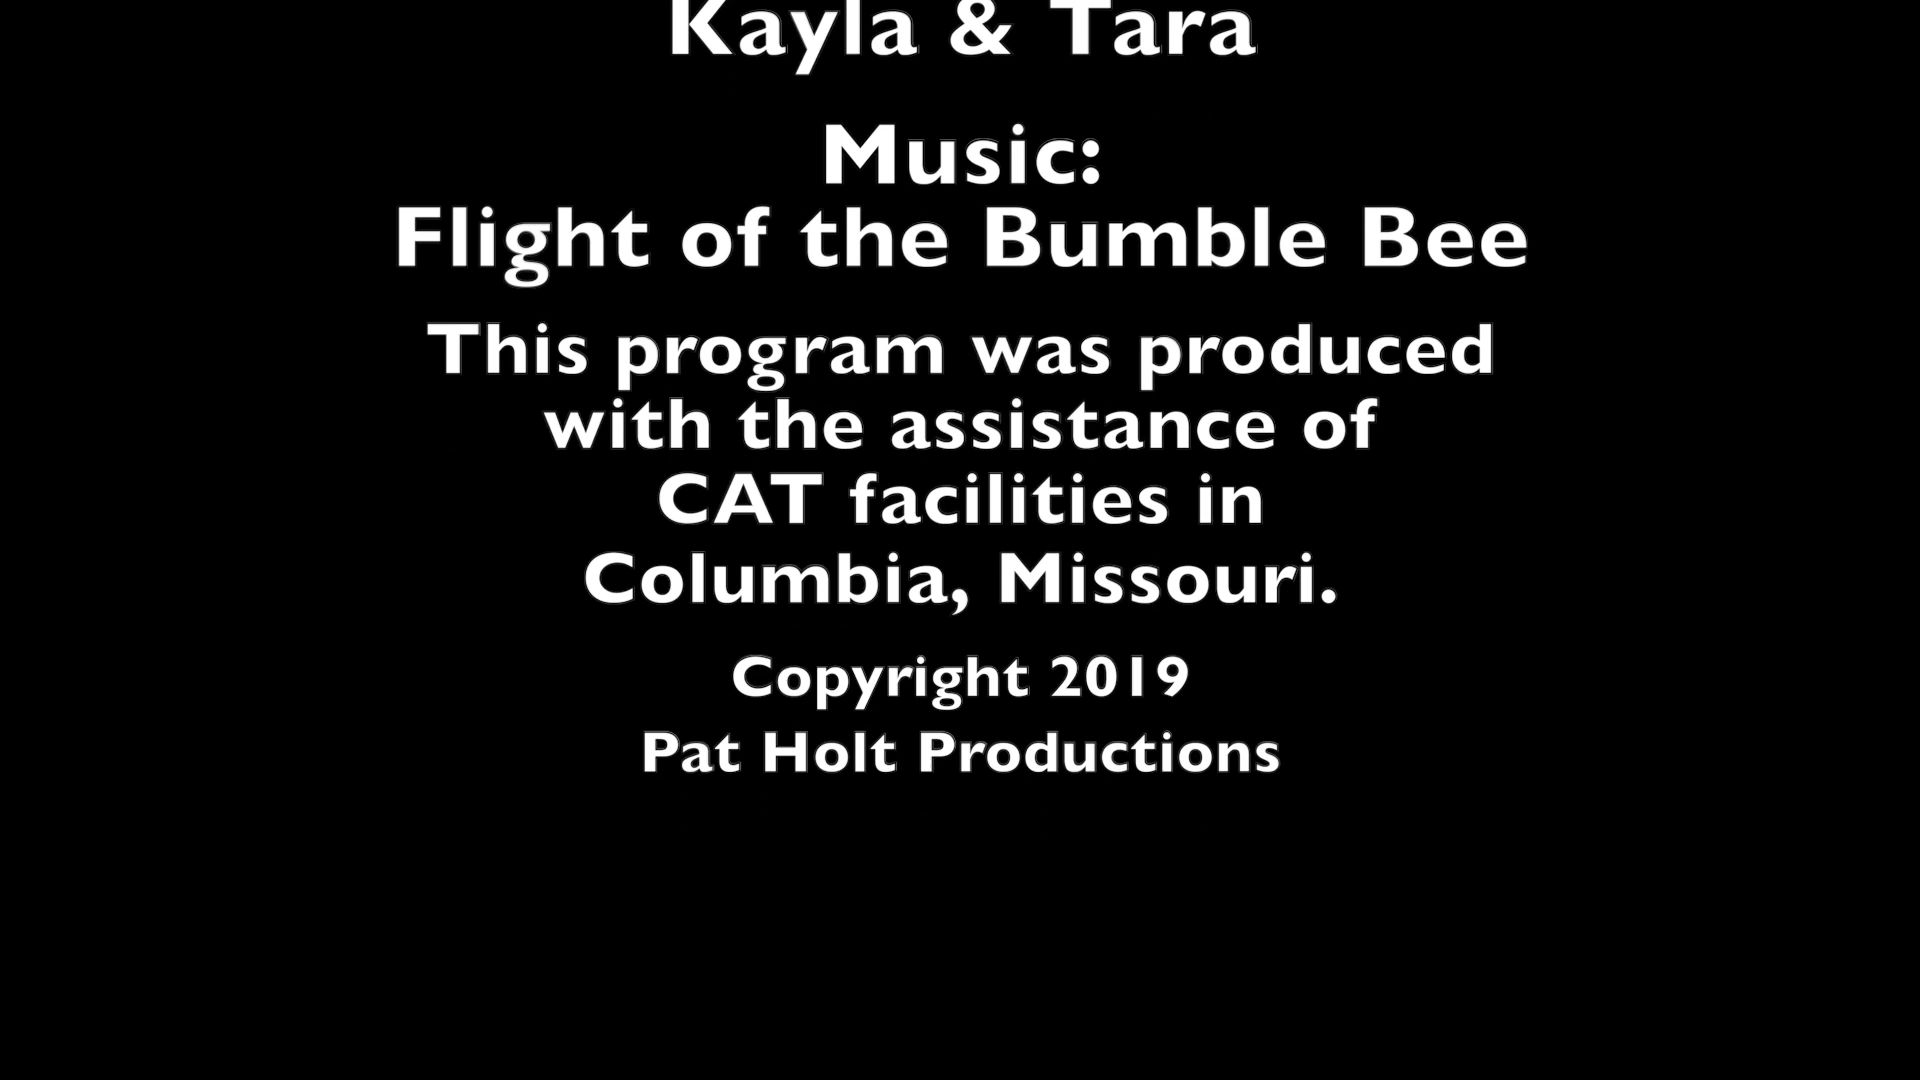 Kayla & Tara
Music:
Flight of the Bumble Bee
This program was produced
with the assistance of
CAT facilities in
Columbia, Missouri.
Copyright 2019
Pat Holt Productions